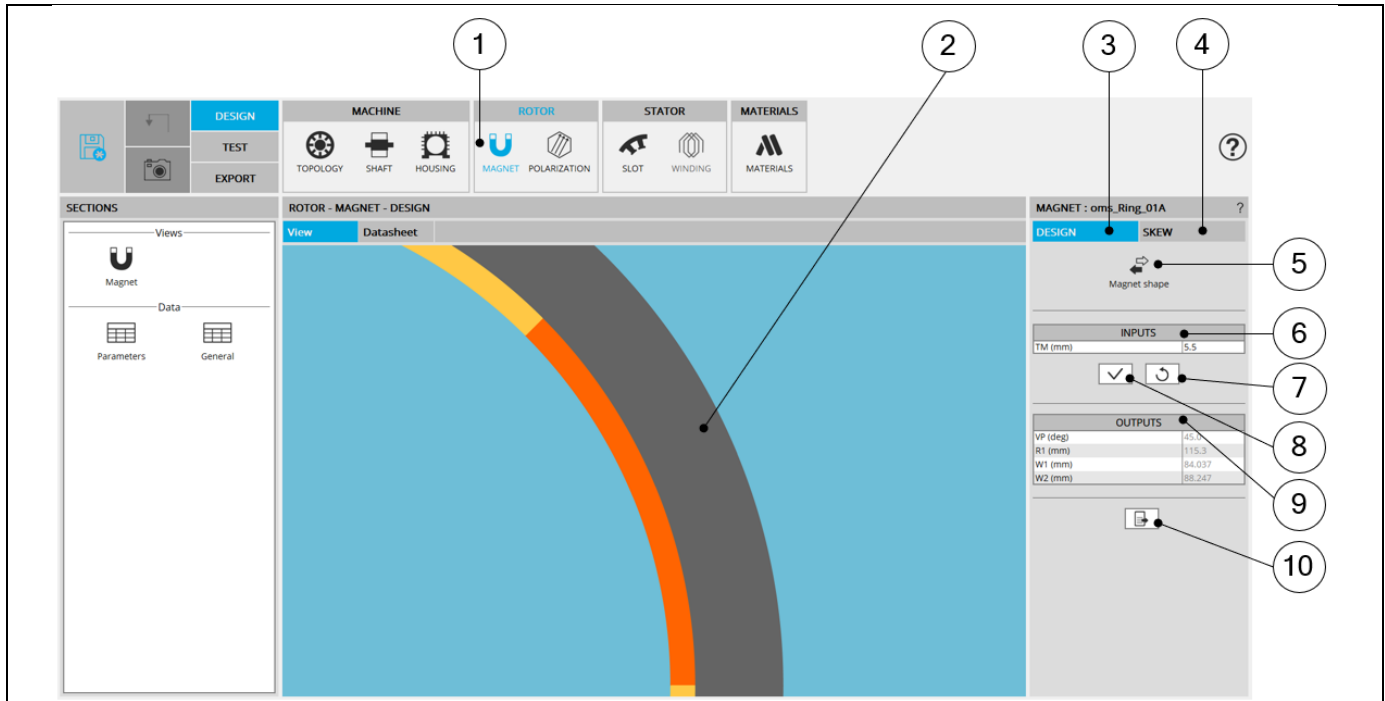 1
2
3
4
DESIGN
TEST
EXPORT
MACHINE
TOPOLOGY SHAFT HOUSING
ROTOR
MAGNET POLARIZATION
STATOR
SLOT WINDING
MATERIALS
MATERIALS
?
SECTIONS
Views
Magnet
Data
Parameters General
ROTOR - MAGNET - DESIGN
View Datasheet
MAGNET : oms_Ring_01A ?
DESIGN SKEW
Magnet shape
INPUTS
TM (mm) 5.5
OUTPUTS
VP (deg) 45.0
R1 (mm) 115.3
W1 (mm) 84.037
W2 (mm) 88.247
5
6
7
8
9
10